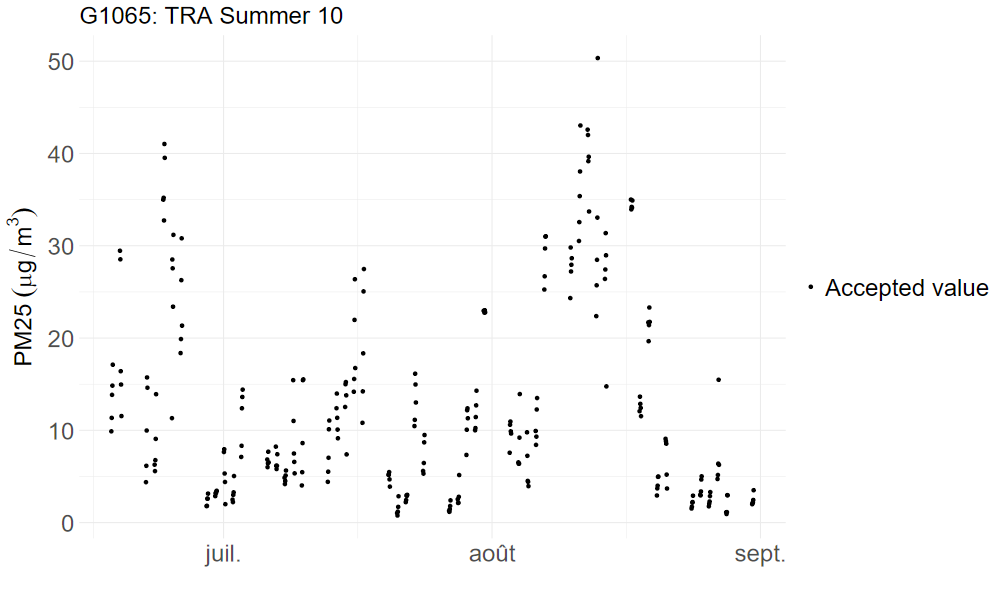 G1065: TRA Summer 10
PM25 (μg/m³)
50
40
30
20
10
0
juil.
août
sept.
Accepted value